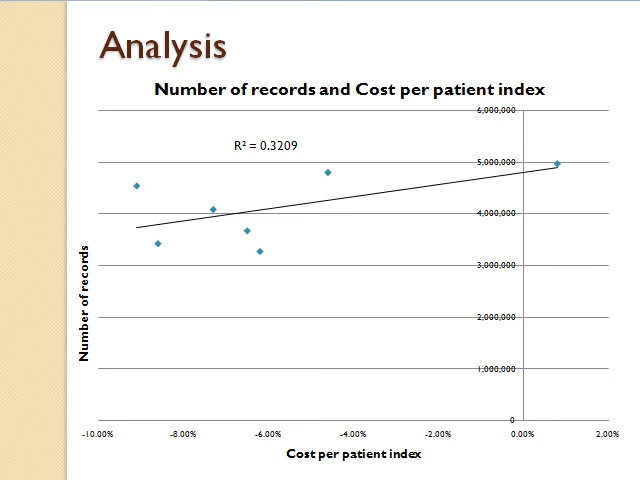 Analysis
Number of records and Cost per patient index
6,000,000
R² = 0.3209
5,000,000
4,000,000
3,000,000
2,000,000
1,000,000
0
Number of records
-10.00% -8.00% -6.00% -4.00% -2.00% 0.00% 2.00%
Cost per patient index